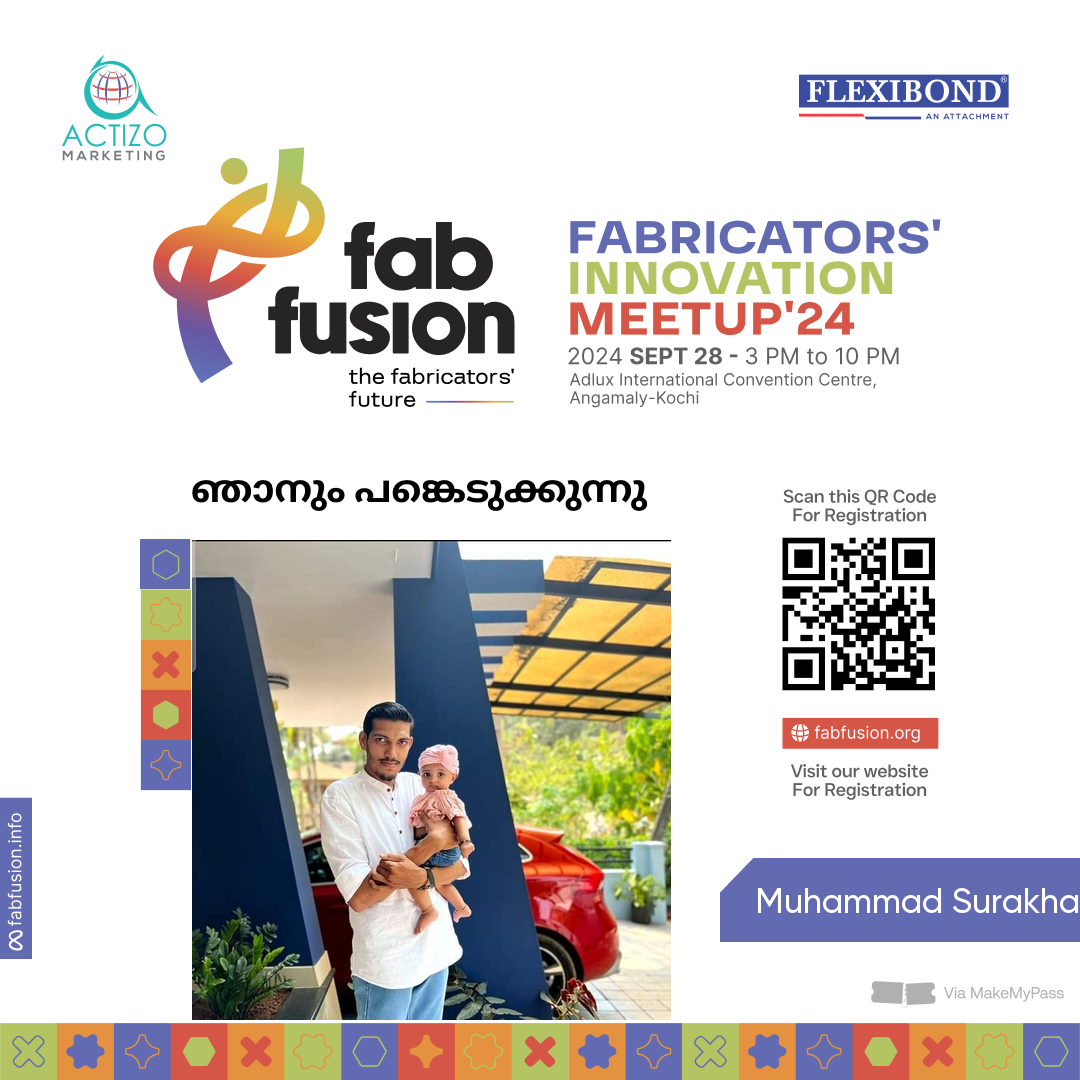 ACTIZO
MARKETING
FLEXIBOND®
AN ATTACHMENT
fab
fusion
the fabricators'
future
FABRICATORS'
INNOVATION
MEETUP'24
2024 SEPT 28 - 3 PM to 10 PM
Adlux International Convention Centre,
Angamaly-Kochi
ഞാനും പങ്കെടുക്കുന്നു
Scan this QR Code
For Registration
fabfusion.org
Visit our website
For Registration
fabfusion.info
Muhammad Surakha
Via MakeMyPass